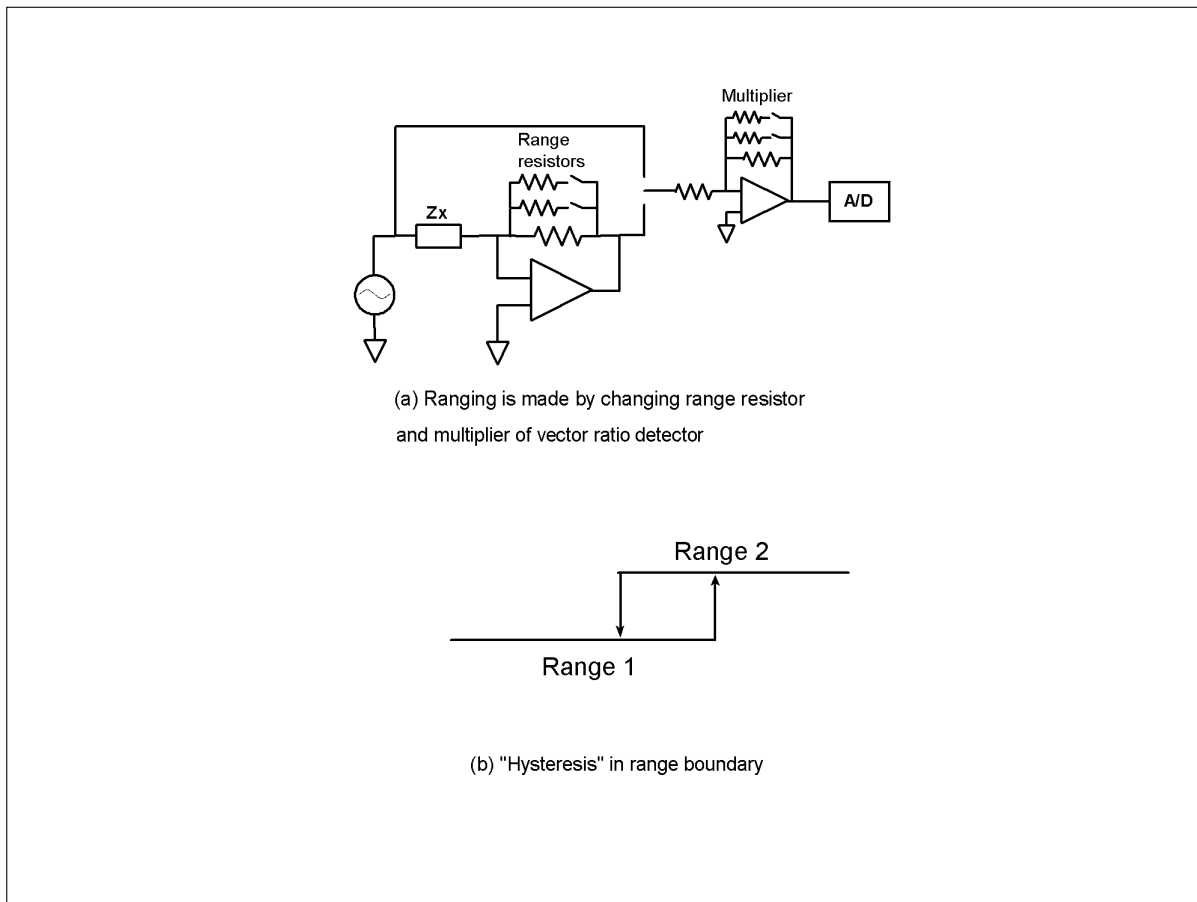 Multiplier
Range
resistors
Zx
A/D
(a) Ranging is made by changing range resistor
and multiplier of vector ratio detector
Range 2
Range 1
(b) "Hysteresis" in range boundary